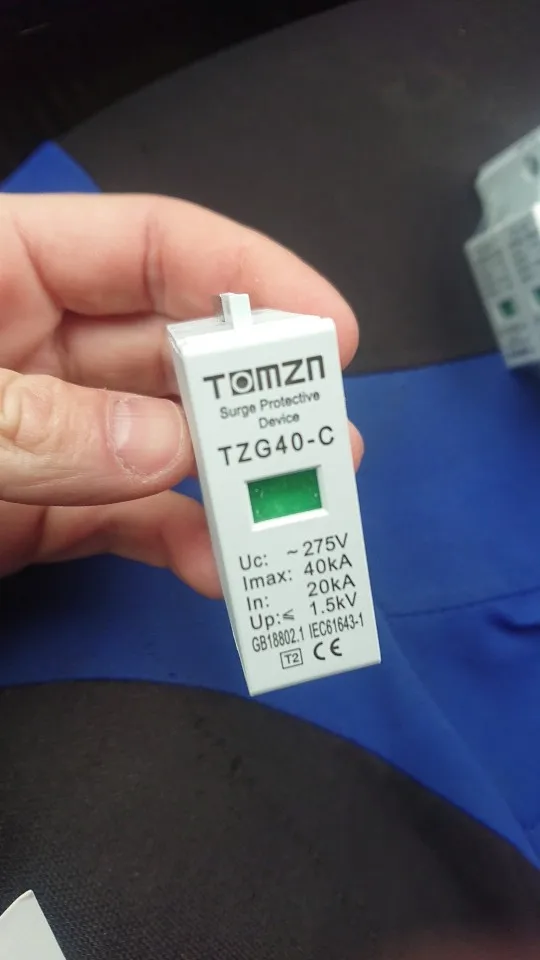 TOMZN
Surge Protective
Device
TZG40-C
Uc: ~275V
Imax: 40kA
In: 20kA
Up:≤ 1.5kV
GB18802.1 IEC61643-1
T2 CE